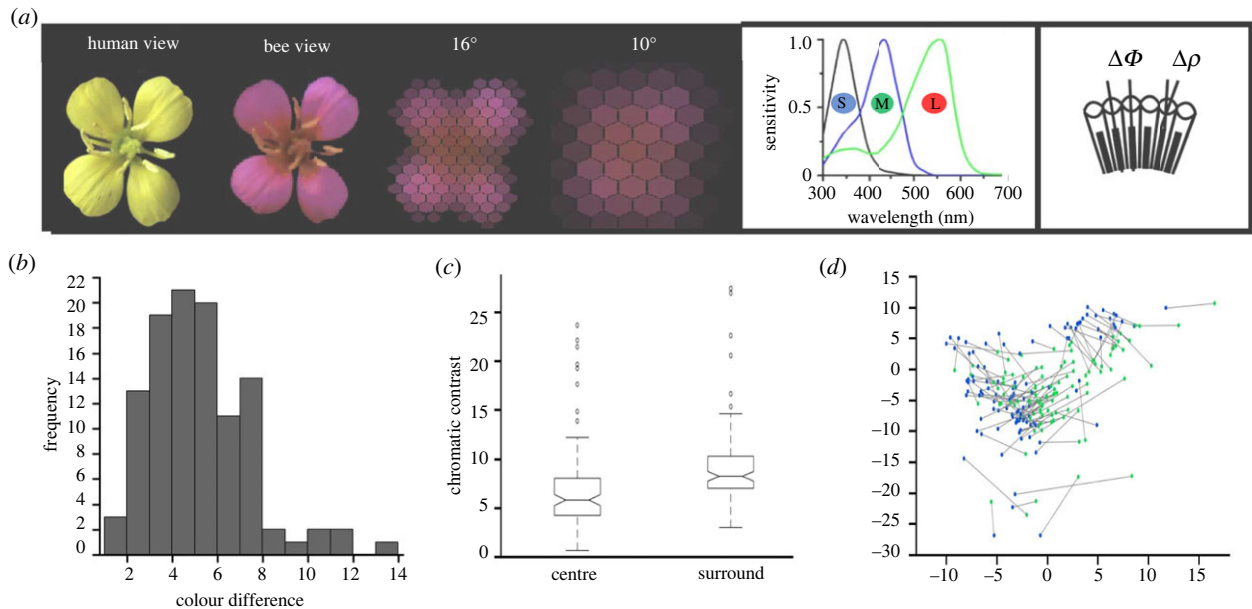 (a)
human view
bee view
16°
10°
1.0
0.5
0
sensitivity
S
M
L
300 400 500 600 700
wavelength (nm)
ΔΦ
Δρ
(b)
22
20
18
16
14
12
10
8
6
4
2
0
frequency
2 4 6 8 10 12 14
colour difference
(c)
25
20
15
10
5
0
chromatic contrast
centre
surround
(d)
15
10
5
0
–5
–10
–15
–20
–25
–30
–10 –5 0 5 10 15